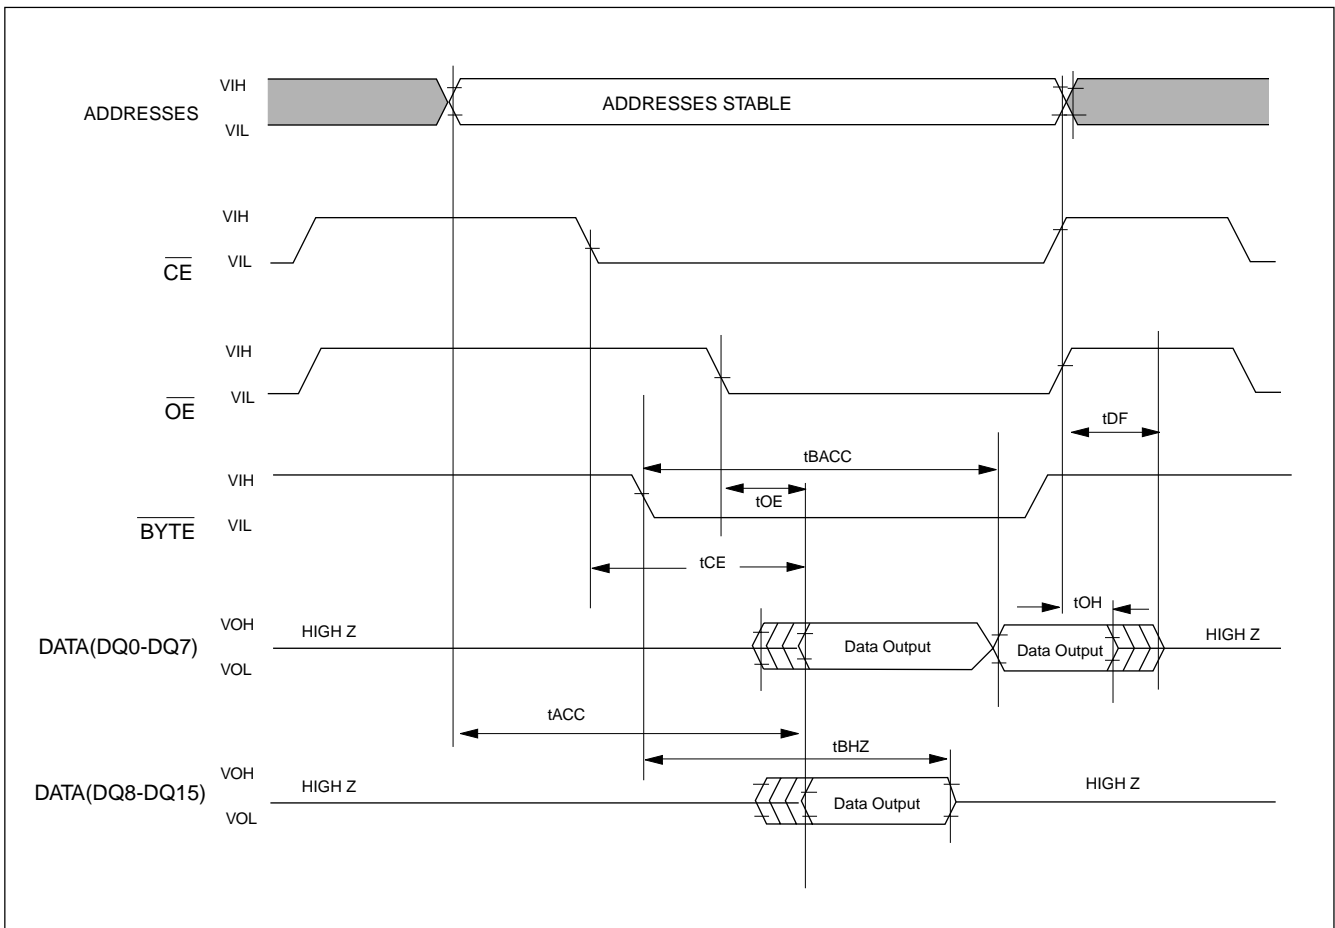 VIH
ADDRESSES
ADDRESSES STABLE
VIL
VIH
CE
VIL
VIH
OE
VIL
tDF
tBACC
VIH
tOE
BYTE
VIL
tCE
tOH
VOH
DATA(DQ0-DQ7)
HIGH Z
Data Output
Data Output
HIGH Z
VOL
tACC
tBHZ
VOH
DATA(DQ8-DQ15)
HIGH Z
Data Output
HIGH Z
VOL